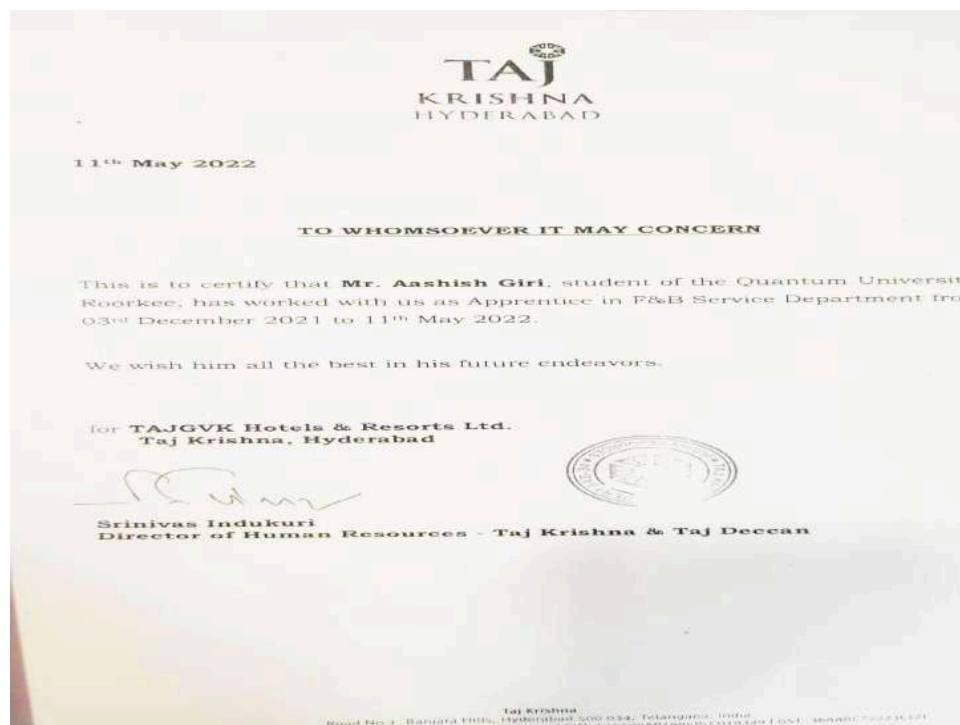 TAJ
KRISHNA
HYDERABAD
11th May 2022
TO WHOMSOEVER IT MAY CONCERN
This is to certify that Mr. Aashish Giri, student of the Quantum Universit
Roorkee, has worked with us as Apprentice in F&B Service Department fro
03rd December 2021 to 11th May 2022.
We wish him all the best in his future endeavors.
for TAJGVK Hotels & Resorts Ltd.
Taj Krishna, Hyderabad
Srinivas Indukuri
Director of Human Resources - Taj Krishna & Taj Deccan
Taj Krishna
Road No 1, Banjara Hills, Hyderabad 500 034, Telangana, India